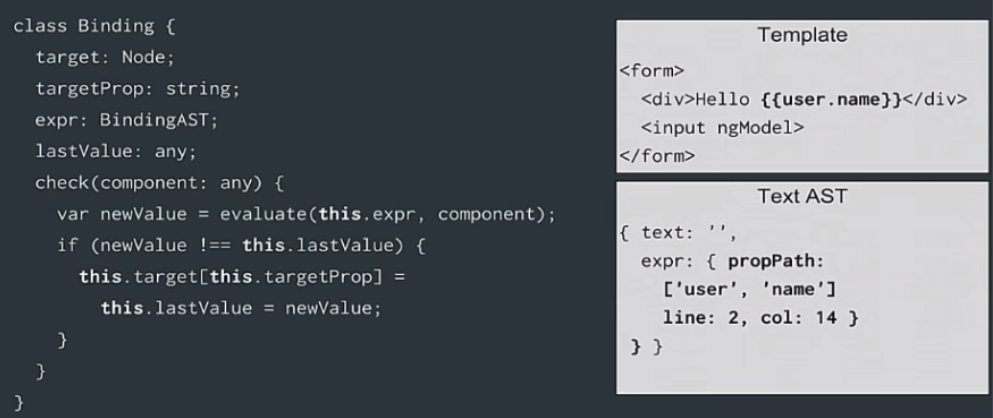 class Binding {
  target: Node;
  targetProp: string;
  expr: BindingAST;
  lastValue: any;
  check(component: any) {
    var newValue = evaluate(this.expr, component);
    if (newValue !== this.lastValue) {
      this.target[this.targetProp] =
        this.lastValue = newValue;
    }
  }
}
Template
<form>
  <div>Hello {{user.name}}</div>
  <input ngModel>
</form>
Text AST
{ text: '',
  expr: { propPath:
    ['user', 'name']
    line: 2, col: 14 }
 } }